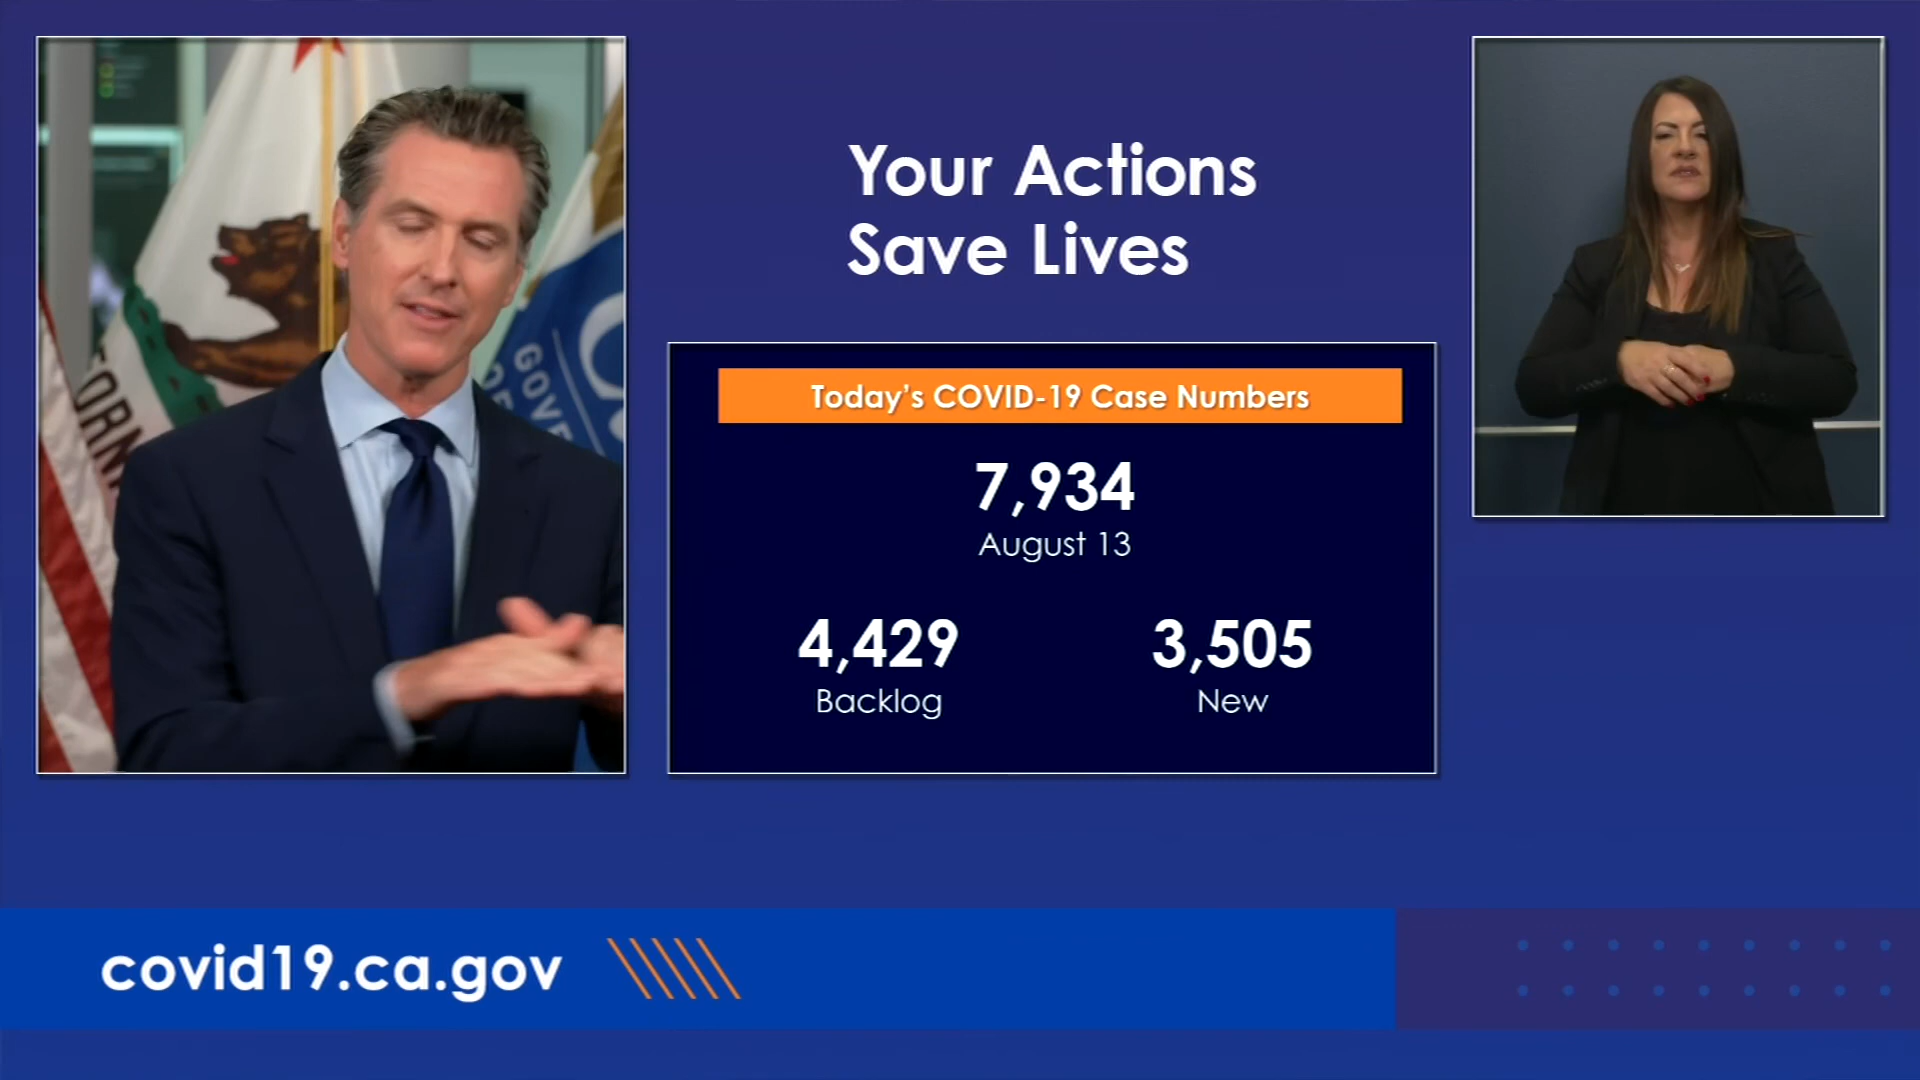 Your Actions
Save Lives
Today's COVID-19 Case Numbers
7,934
August 13
4,429
Backlog
3,505
New
covid19.ca.gov
GOVE